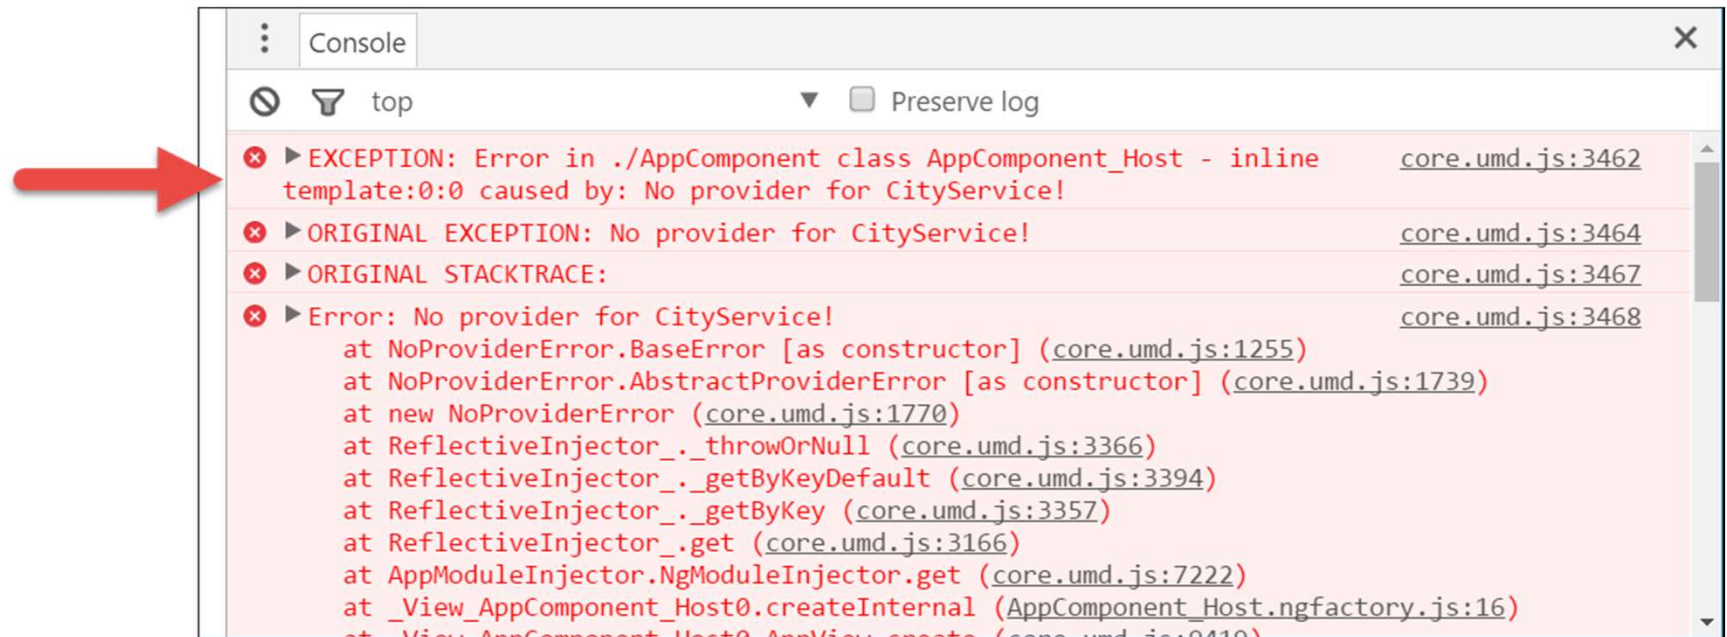 Console
top
Preserve log
EXCEPTION: Error in ./AppComponent class AppComponent_Host - inline core.umd.js:3462
template:0:0 caused by: No provider for CityService!
ORIGINAL EXCEPTION: No provider for CityService! core.umd.js:3464
ORIGINAL STACKTRACE: core.umd.js:3467
Error: No provider for CityService! core.umd.js:3468
at NoProviderError.BaseError [as constructor] (core.umd.js:1255)
at NoProviderError.AbstractProviderError [as constructor] (core.umd.js:1739)
at new NoProviderError (core.umd.js:1770)
at ReflectiveInjector_._throwOrNull (core.umd.js:3366)
at ReflectiveInjector_._getByKeyDefault (core.umd.js:3394)
at ReflectiveInjector_._getByKey (core.umd.js:3357)
at ReflectiveInjector_.get (core.umd.js:3166)
at AppModuleInjector.NgModuleInjector.get (core.umd.js:7222)
at _View_AppComponent_Host0.createInternal (AppComponent_Host.ngfactory.js:16)
at _View_AppComponent_Host0.AppView.create